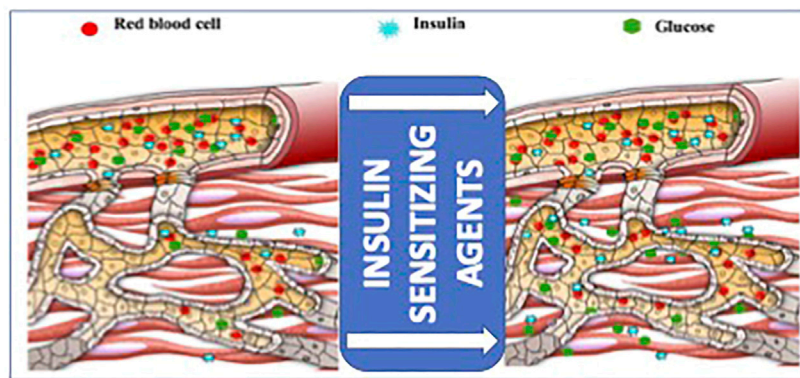 Red blood cell
Insulin
Glucose
INSULIN
SENSITIZING
AGENTS